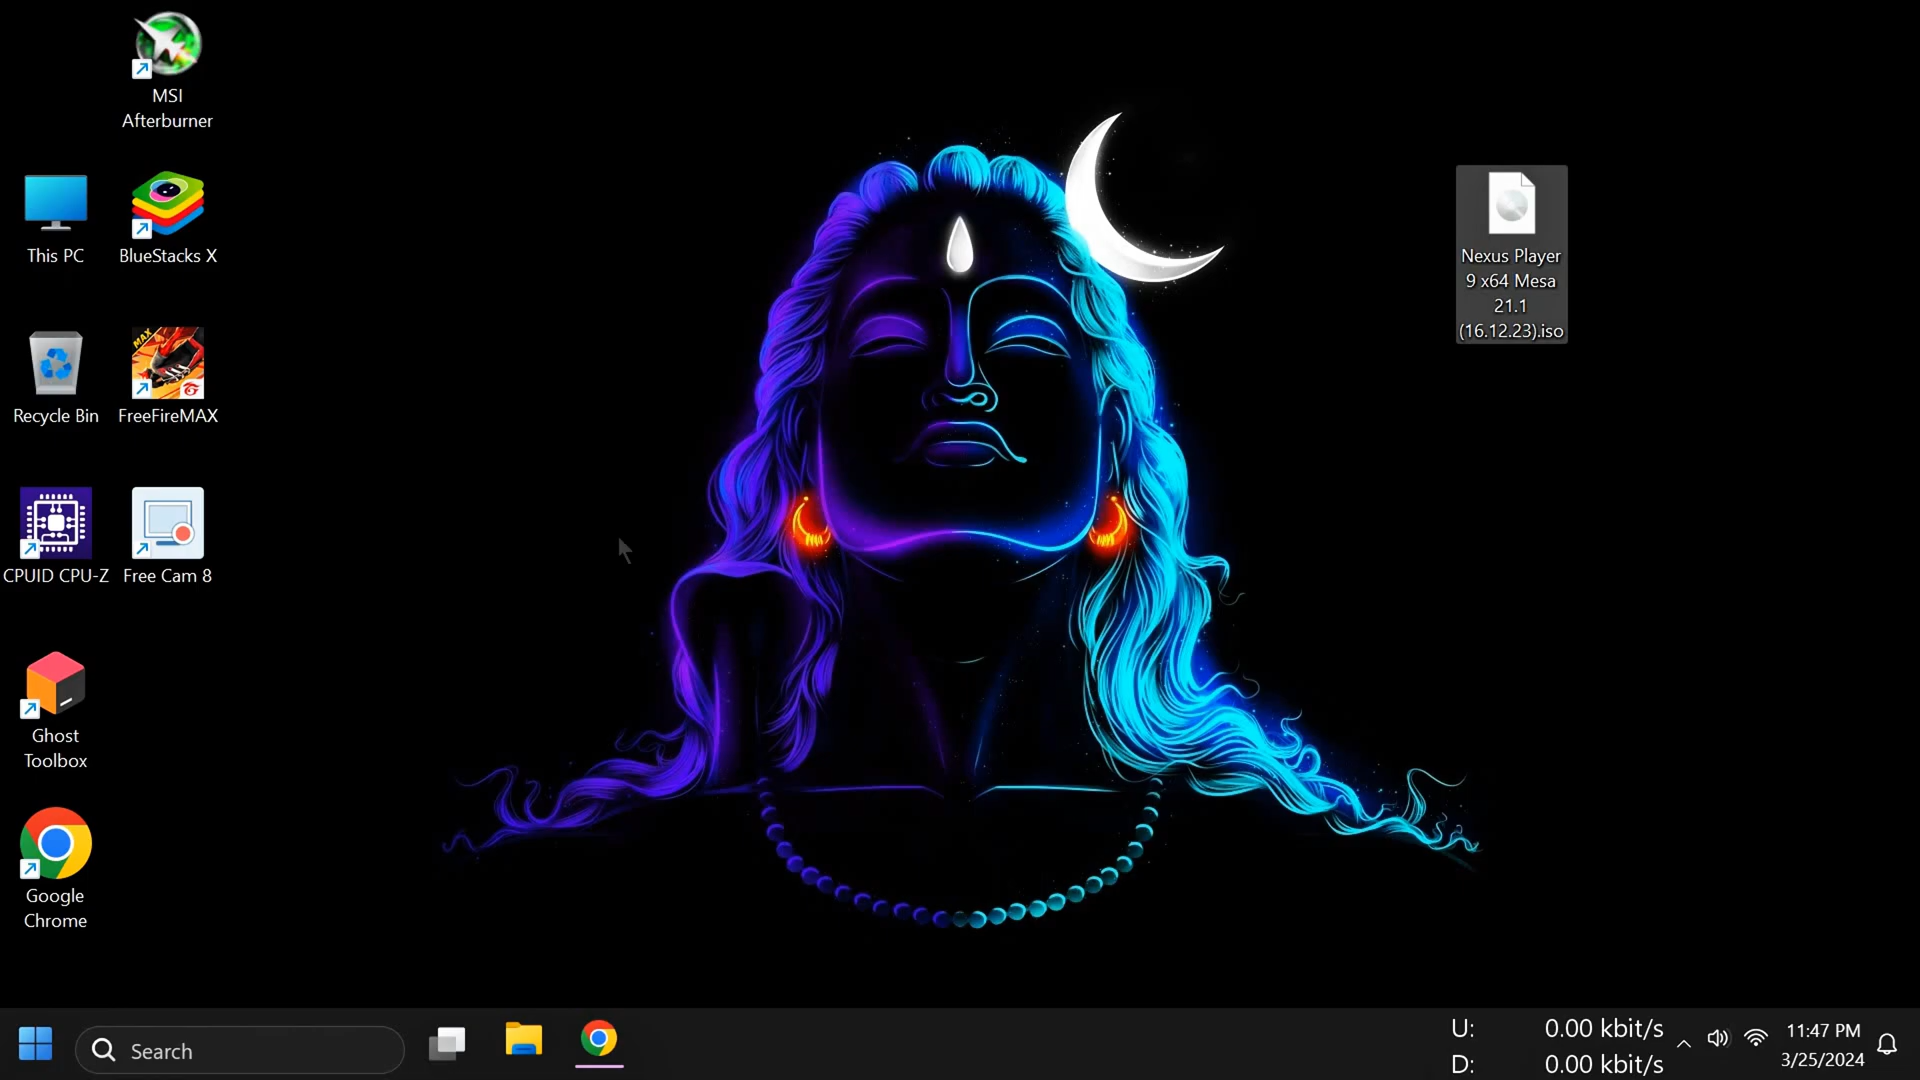 MSI
Afterburner
This PC
BlueStacks X
Recycle Bin
MAX
FreeFireMAX
CPUID CPU-Z
Free Cam 8
Ghost
Toolbox
Google
Chrome
Nexus Player
9 x64 Mesa
21.1
(16.12.23).iso
Search
U: 0.00 kbit/s
D: 0.00 kbit/s
11:47 PM
3/25/2024